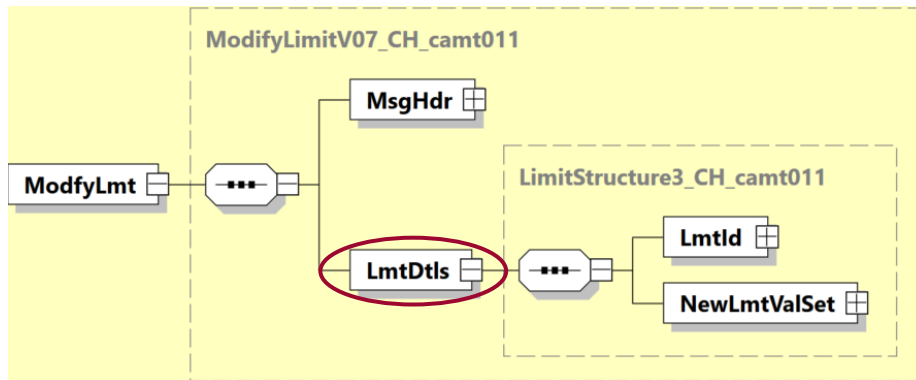 ModifyLimitV07_CH_camt011
MsgHdr
ModfyLmt
LimitStructure3_CH_camt011
LmtId
LmtDtls
NewLmtValSet